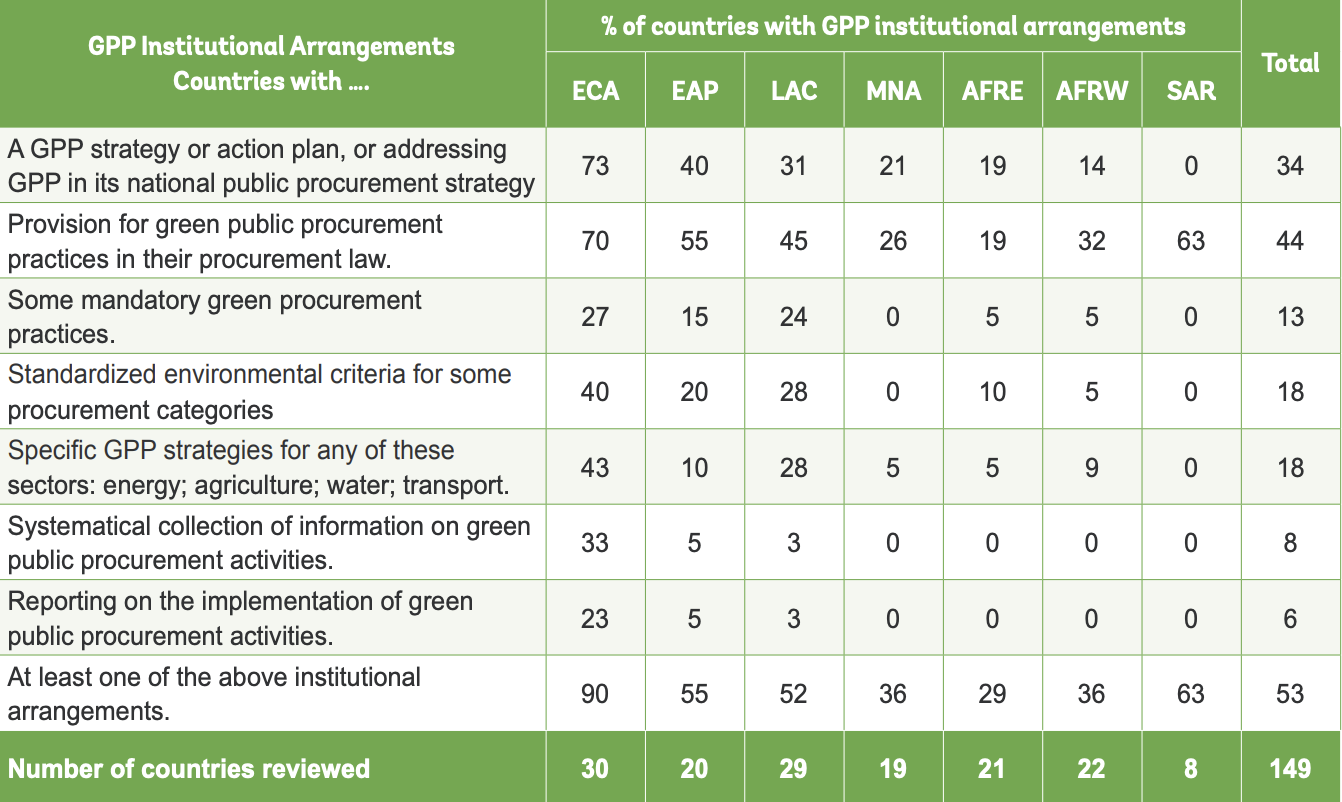 GPP Institutional Arrangements
Countries with ....
% of countries with GPP institutional arrangements
Total
ECA EAP LAC MNA AFRE AFRW SAR
A GPP strategy or action plan, or addressing
GPP in its national public procurement strategy
73 40 31 21 19 14 0 34
Provision for green public procurement
practices in their procurement law.
70 55 45 26 19 32 63 44
Some mandatory green procurement
practices.
27 15 24 0 5 5 0 13
Standardized environmental criteria for some
procurement categories
40 20 28 0 10 5 0 18
Specific GPP strategies for any of these
sectors: energy; agriculture; water; transport.
43 10 28 5 5 9 0 18
Systematical collection of information on green
public procurement activities.
33 5 3 0 0 0 0 8
Reporting on the implementation of green
public procurement activities.
23 5 3 0 0 0 0 6
At least one of the above institutional
arrangements.
90 55 52 36 29 36 63 53
Number of countries reviewed 30 20 29 19 21 22 8 149